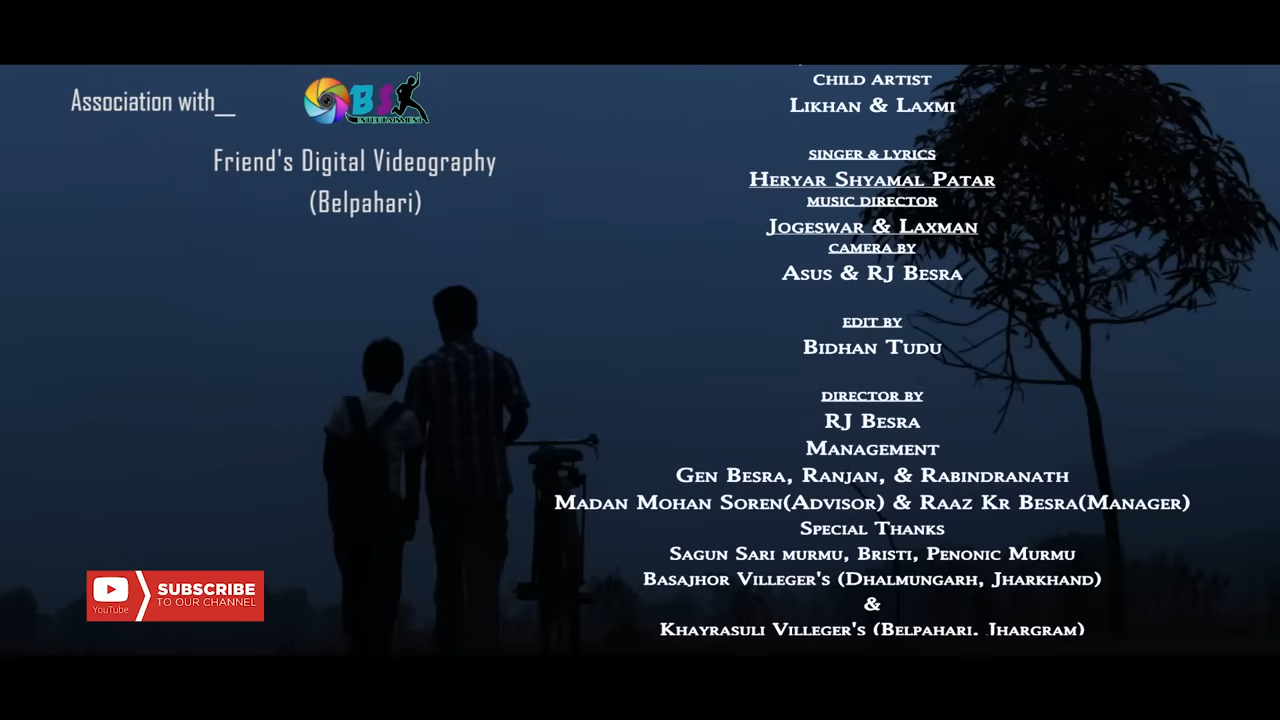 Association with__
BS
ENTERTAINMENT
Friend's Digital Videography
(Belpahari)
Child Artist
Likhan & Laxmi
singer & lyrics
Heryar Shyamal Patar
music director
Jogeswar & Laxman
camera by
Asus & RJ Besra
edit by
Bidhan Tudu
director by
RJ Besra
Management
Gen Besra, Ranjan, & Rabindranath
Madan Mohan Soren(Advisor) & Raaz Kr Besra(Manager)
Special Thanks
Sagun Sari murmu, Bristi, Penonic Murmu
Basajhor Villeger's (Dhalmungarh, Jharkhand)
&
Khayrasuli Villeger's (Belpahari, Jhargram)
SUBSCRIBE
TO OUR CHANNEL
YouTube